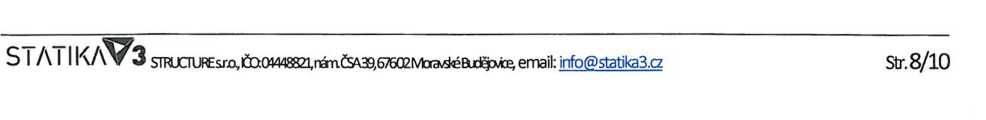 STATIKA 3 STRUCTURE s.r.o., IČO: 04448821, nám. ČSA 39, 67602 Moravské Budějovice, email: info@statika3.cz Str. 8/10